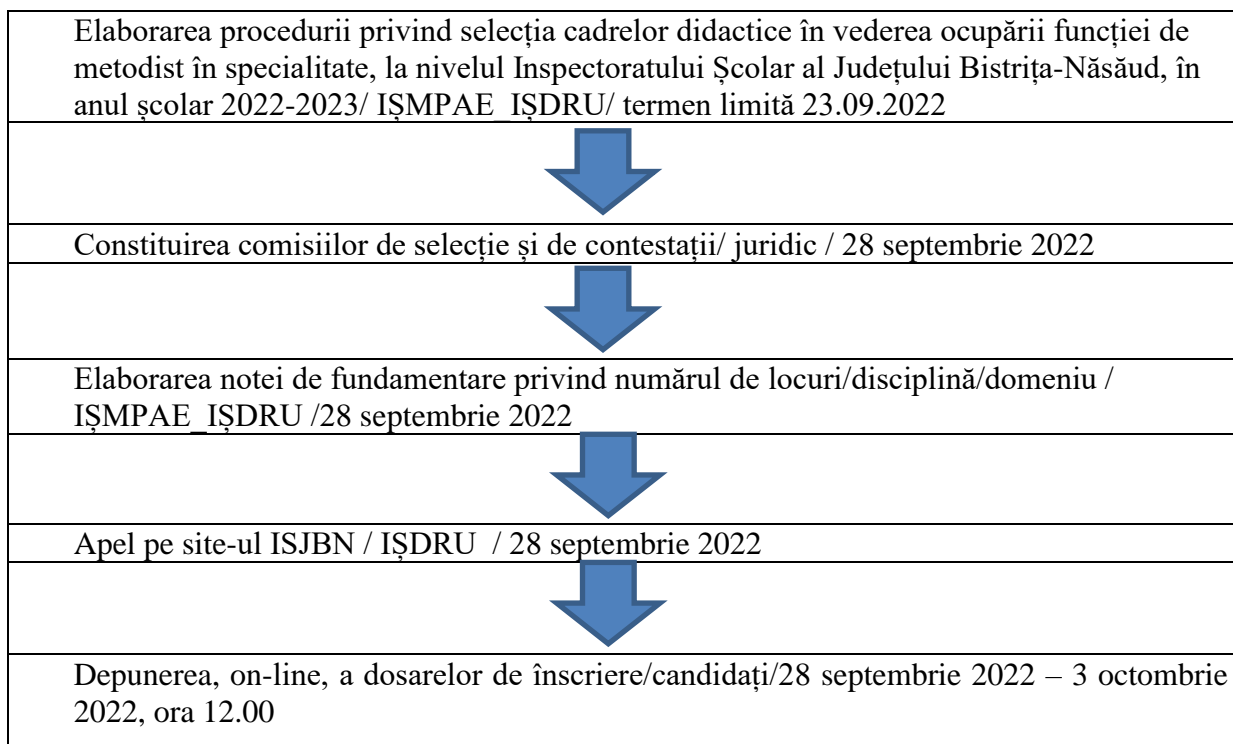 Elaborarea procedurii privind selecția cadrelor didactice în vederea ocupării funcției de
metodist în specialitate, la nivelul Inspectoratului Școlar al Județului Bistrița-Năsăud, în
anul școlar 2022-2023/ IȘMPAE_IȘDRU/ termen limită 23.09.2022
Constituirea comisiilor de selecție și de contestații/ juridic / 28 septembrie 2022
Elaborarea notei de fundamentare privind numărul de locuri/disciplină/domeniu /
IȘMPAE_IȘDRU /28 septembrie 2022
Apel pe site-ul ISJBN / IȘDRU / 28 septembrie 2022
Depunerea, on-line, a dosarelor de înscriere/candidați/28 septembrie 2022 – 3 octombrie
2022, ora 12.00